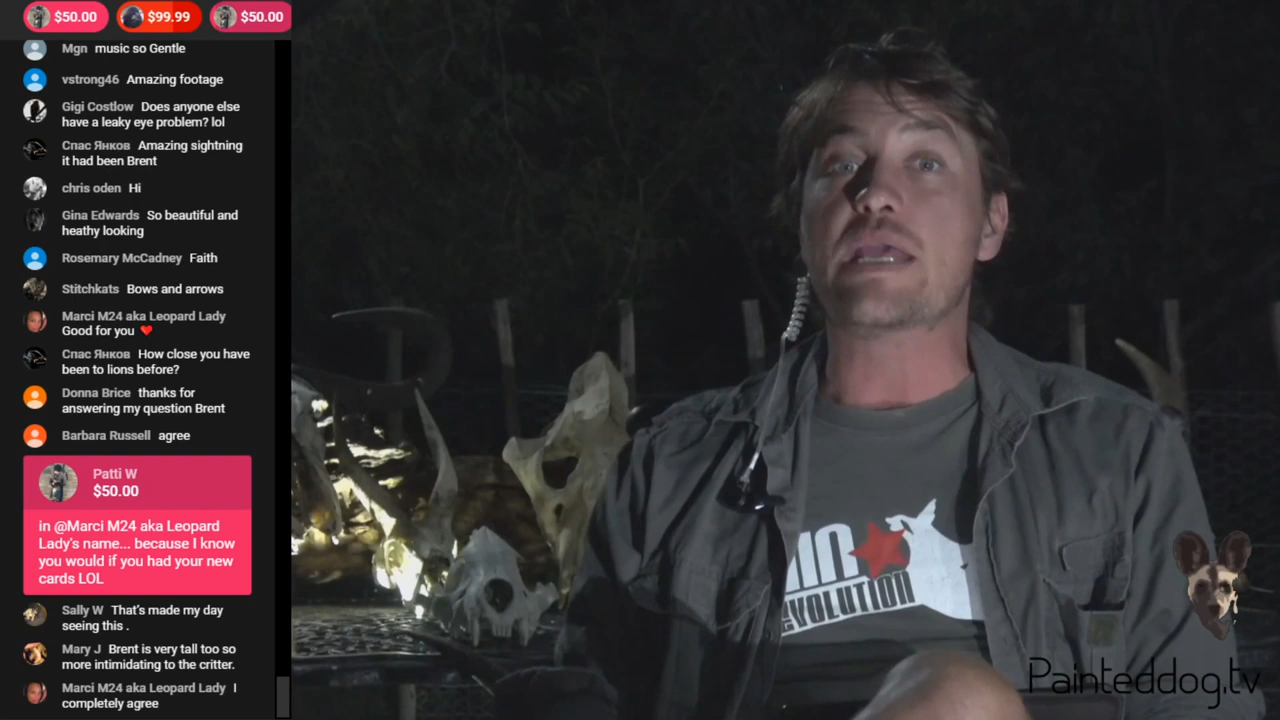 $50.00 $99.99 $50.00
Mgn music so Gentle
vstrong46 Amazing footage
Gigi Costlow Does anyone else
have a leaky eye problem? lol
Спас Янков Amazing sightning
it had been Brent
chris oden Hi
Gina Edwards So beautiful and
heathy looking
Rosemary McCadney Faith
Stitchkats Bows and arrows
Marci M24 aka Leopard Lady
Good for you
Спас Янков How close you have
been to lions before?
Donna Brice thanks for
answering my question Brent
Barbara Russell agree
Patti W
$50.00
in @Marci M24 aka Leopard
Lady's name... because I know
you would if you had your new
cards LOL
Sally W That's made my day
seeing this .
Mary J Brent is very tall too so
more intimidating to the critter.
Marci M24 aka Leopard Lady I
completely agree
EVOLUTION
Painteddog.tv